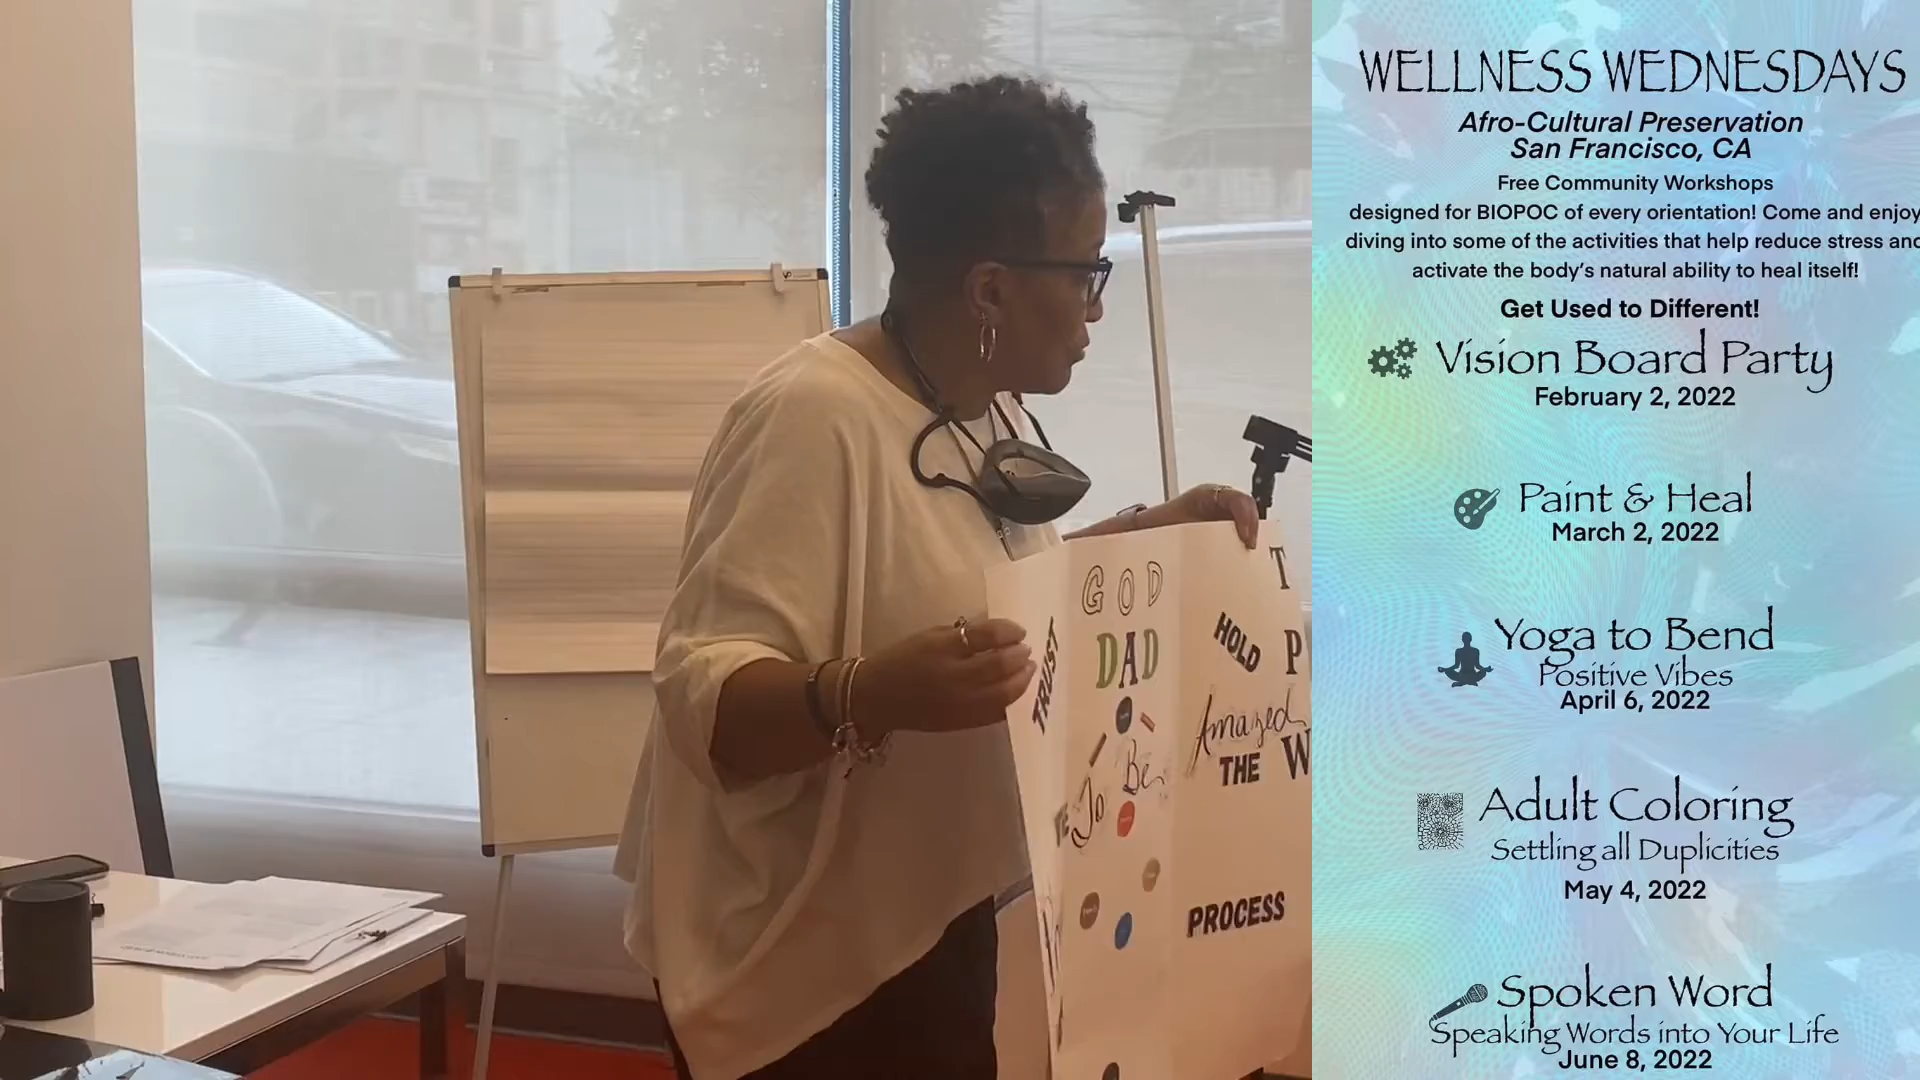 GOD
DAD
TRUST
HOLD
T
P
Amazed
THE W
To Be
PROCESS
WELLNESS WEDNESDAYS
Afro-Cultural Preservation
San Francisco, CA
Free Community Workshops
designed for BIOPOC of every orientation! Come and enjoy
diving into some of the activities that help reduce stress and
activate the body's natural ability to heal itself!
Get Used to Different!
Vision Board Party
February 2, 2022
Paint & Heal
March 2, 2022
Yoga to Bend
Positive Vibes
April 6, 2022
Adult Coloring
Settling all Duplicities
May 4, 2022
Spoken Word
Speaking Words into Your Life
June 8, 2022